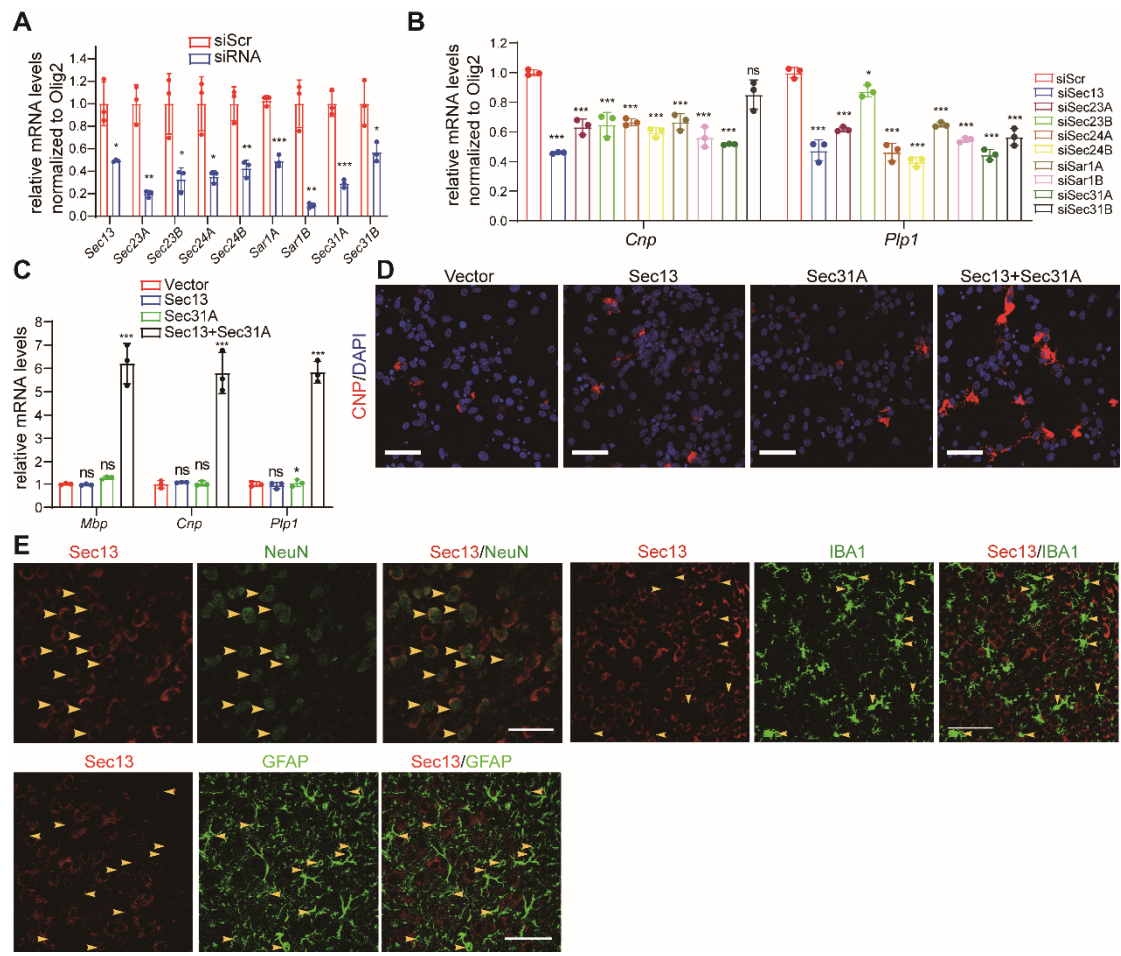 A
siScr
siRNA
relative mRNA levels
normalized to Olig2
1.4
1.2
1.0
0.8
0.6
0.4
0.2
0.0
* ** * * ** *** ** *** *
Sec13 Sec23A Sec23B Sec24A Sec24B Sar1A Sar1B Sec31A Sec31B
B
relative mRNA levels
normalized to Olig2
1.2
1.0
0.8
0.6
0.4
0.2
0.0
*** *** *** *** *** *** *** *** ns
*** *** * *** *** *** *** *** ***
Cnp Plp1
siScr
siSec13
siSec23A
siSec23B
siSec24A
siSec24B
siSar1A
siSar1B
siSec31A
siSec31B
C
Vector
Sec13
Sec31A
Sec13+Sec31A
relative mRNA levels
8
7
6
5
4
3
2
1
0
ns ns *** ns ns *** ns * ***
Mbp Cnp Plp1
D
Vector Sec13 Sec31A Sec13+Sec31A
CNP/DAPI
E
Sec13 NeuN Sec13/NeuN Sec13 IBA1 Sec13/IBA1
Sec13 GFAP Sec13/GFAP